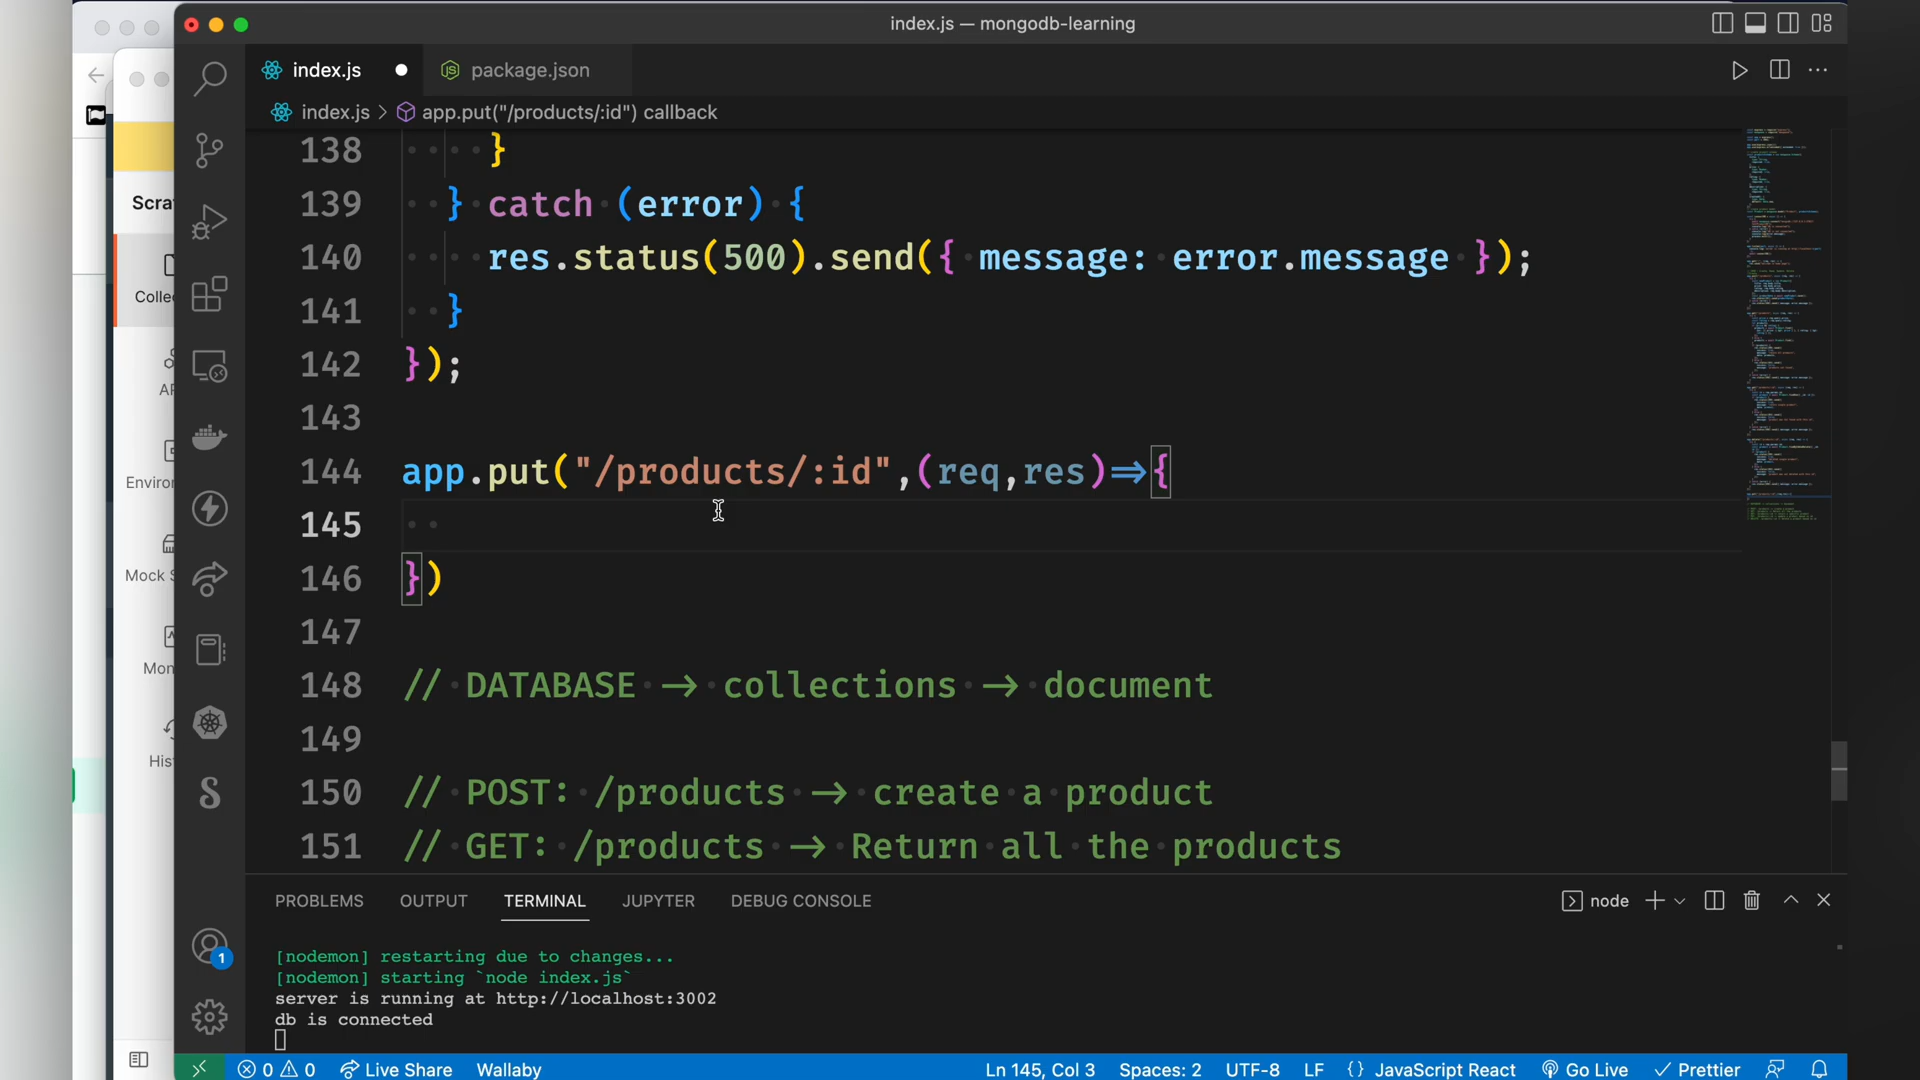 index.js — mongodb-learning
index.js
package.json
index.js > app.put("/products/:id") callback
138 }
139 } catch (error) {
140 res.status(500).send({ message: error.message });
141 }
142 });
143
144 app.put("/products/:id",(req,res)=>{
145
146 })
147
148 // DATABASE -> collections -> document
149
150 // POST: /products -> create a product
151 // GET: /products -> Return all the products
Scra
Collec
AP
Environ
Mock S
Mon
His
1
PROBLEMS
OUTPUT
TERMINAL
JUPYTER
DEBUG CONSOLE
node
[nodemon] restarting due to changes...
[nodemon] starting `node index.js`
server is running at http://localhost:3002
db is connected
0 0 Live Share Wallaby
Ln 145, Col 3 Spaces: 2 UTF-8 LF {} JavaScript React Go Live Prettier